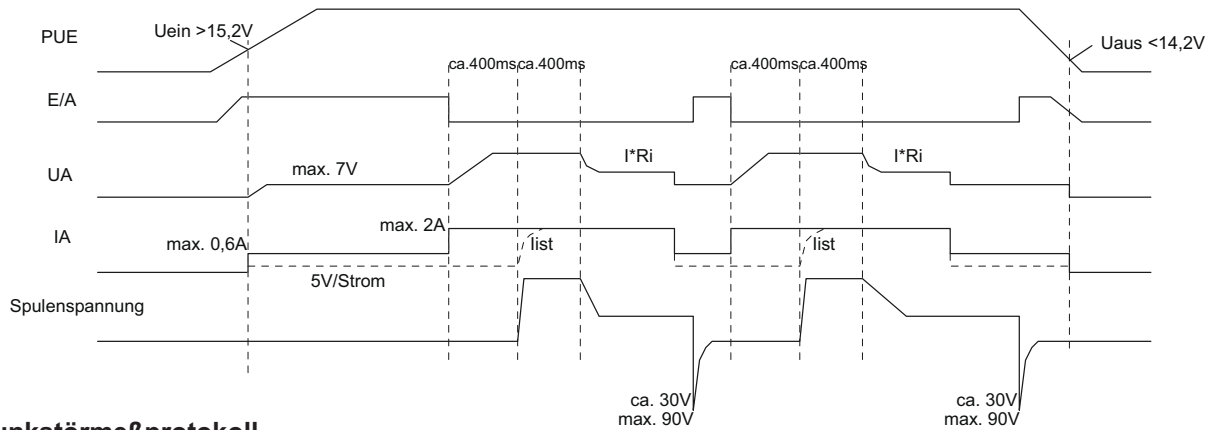 Uein >15,2V
PUE
Uaus <14,2V
ca.400ms ca.400ms
ca.400ms ca.400ms
E/A
I*Ri
I*Ri
max. 7V
UA
max. 2A
IA
max. 0,6A
Iist
Iist
5V/Strom
Spulenspannung
ca. 30V
max. 90V
ca. 30V
max. 90V